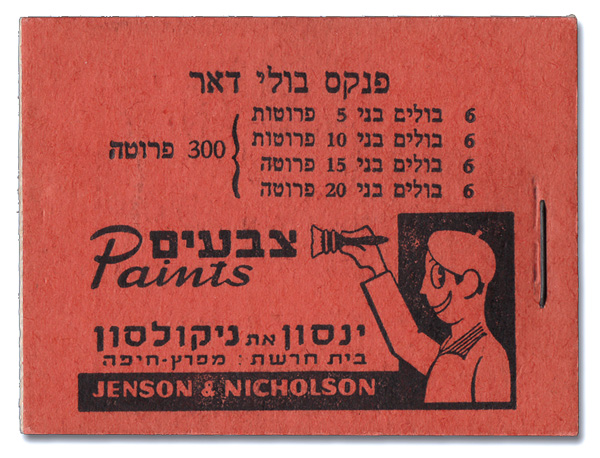 פנקס בולי דאר
6 בולים בני 5 פרוטות
6 בולים בני 10 פרוטות
6 בולים בני 15 פרוטה
6 בולים בני 20 פרוטה
300 פרוטה
צבעים
Paints
ינסון את ניקולסון
בית חרשת: מפרץ-חיפה
JENSON & NICHOLSON